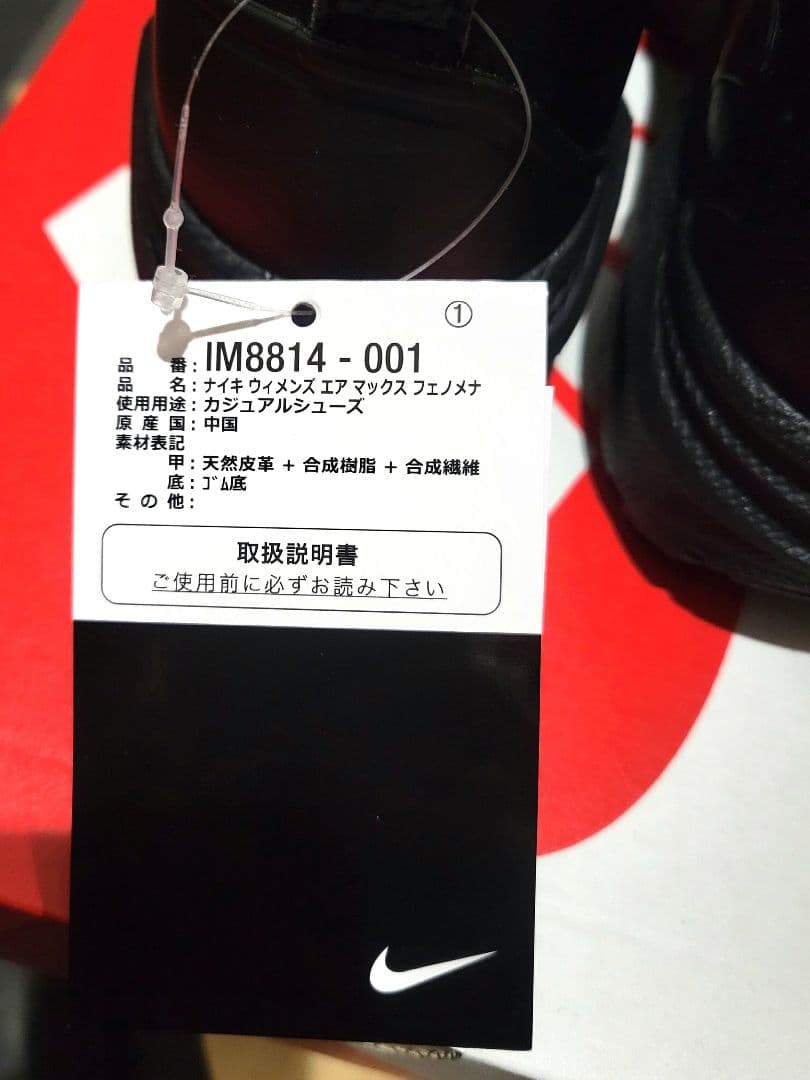 ①
品番：IM8814 - 001
品名：ナイキ ウィメンズ エア マックス フェノメナ
使用用途：カジュアルシューズ
原産国：中国
素材表記
甲：天然皮革 + 合成樹脂 + 合成繊維
底：ｺﾞﾑ底
その他：
取扱説明書
ご使用前に必ずお読み下さい